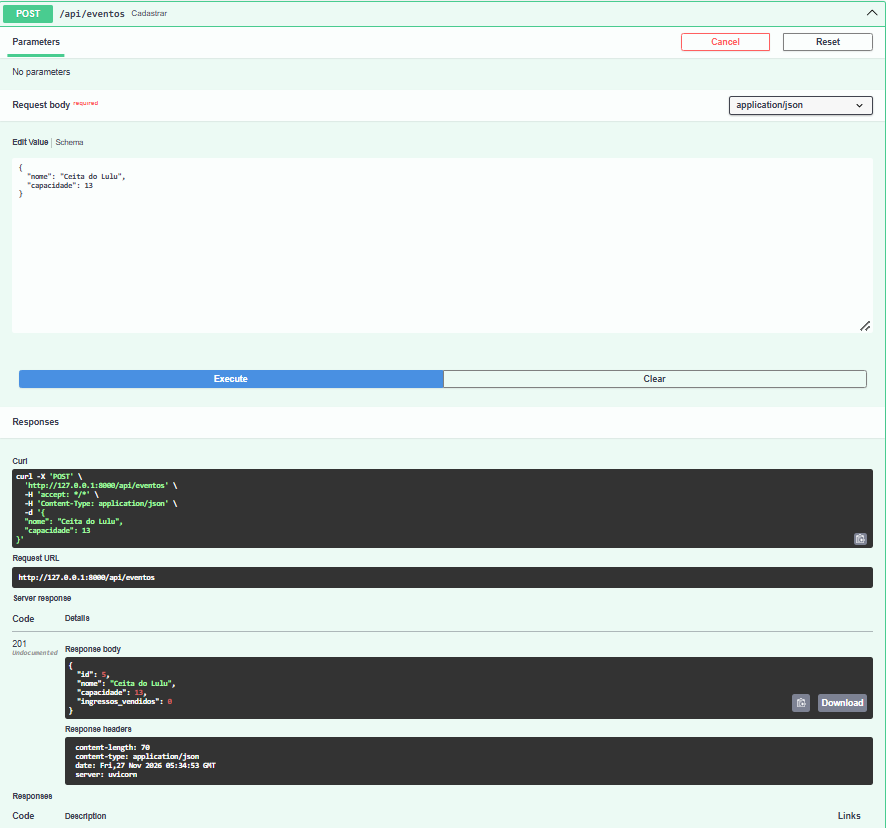 POST /api/eventos Cadastrar
Parameters
Cancel
Reset
No parameters
Request body required
application/json
Edit Value | Schema
{
  "nome": "Ceita do Lulu",
  "capacidade": 13
}
Execute
Clear
Responses
Curl
curl -X 'POST' \
  'http://127.0.0.1:8000/api/eventos' \
  -H 'accept: */*' \
  -H 'Content-Type: application/json' \
  -d '{
  "nome": "Ceita do Lulu",
  "capacidade": 13
}'
Request URL
http://127.0.0.1:8000/api/eventos
Server response
Code Details
201
Undocumented
Response body
{
  "id": 5,
  "nome": "Ceita do Lulu",
  "capacidade": 13,
  "ingressos_vendidos": 0
}
Download
Response headers
content-length: 70
content-type: application/json
date: Fri,27 Nov 2026 05:34:53 GMT
server: uvicorn
Responses
Code Description Links